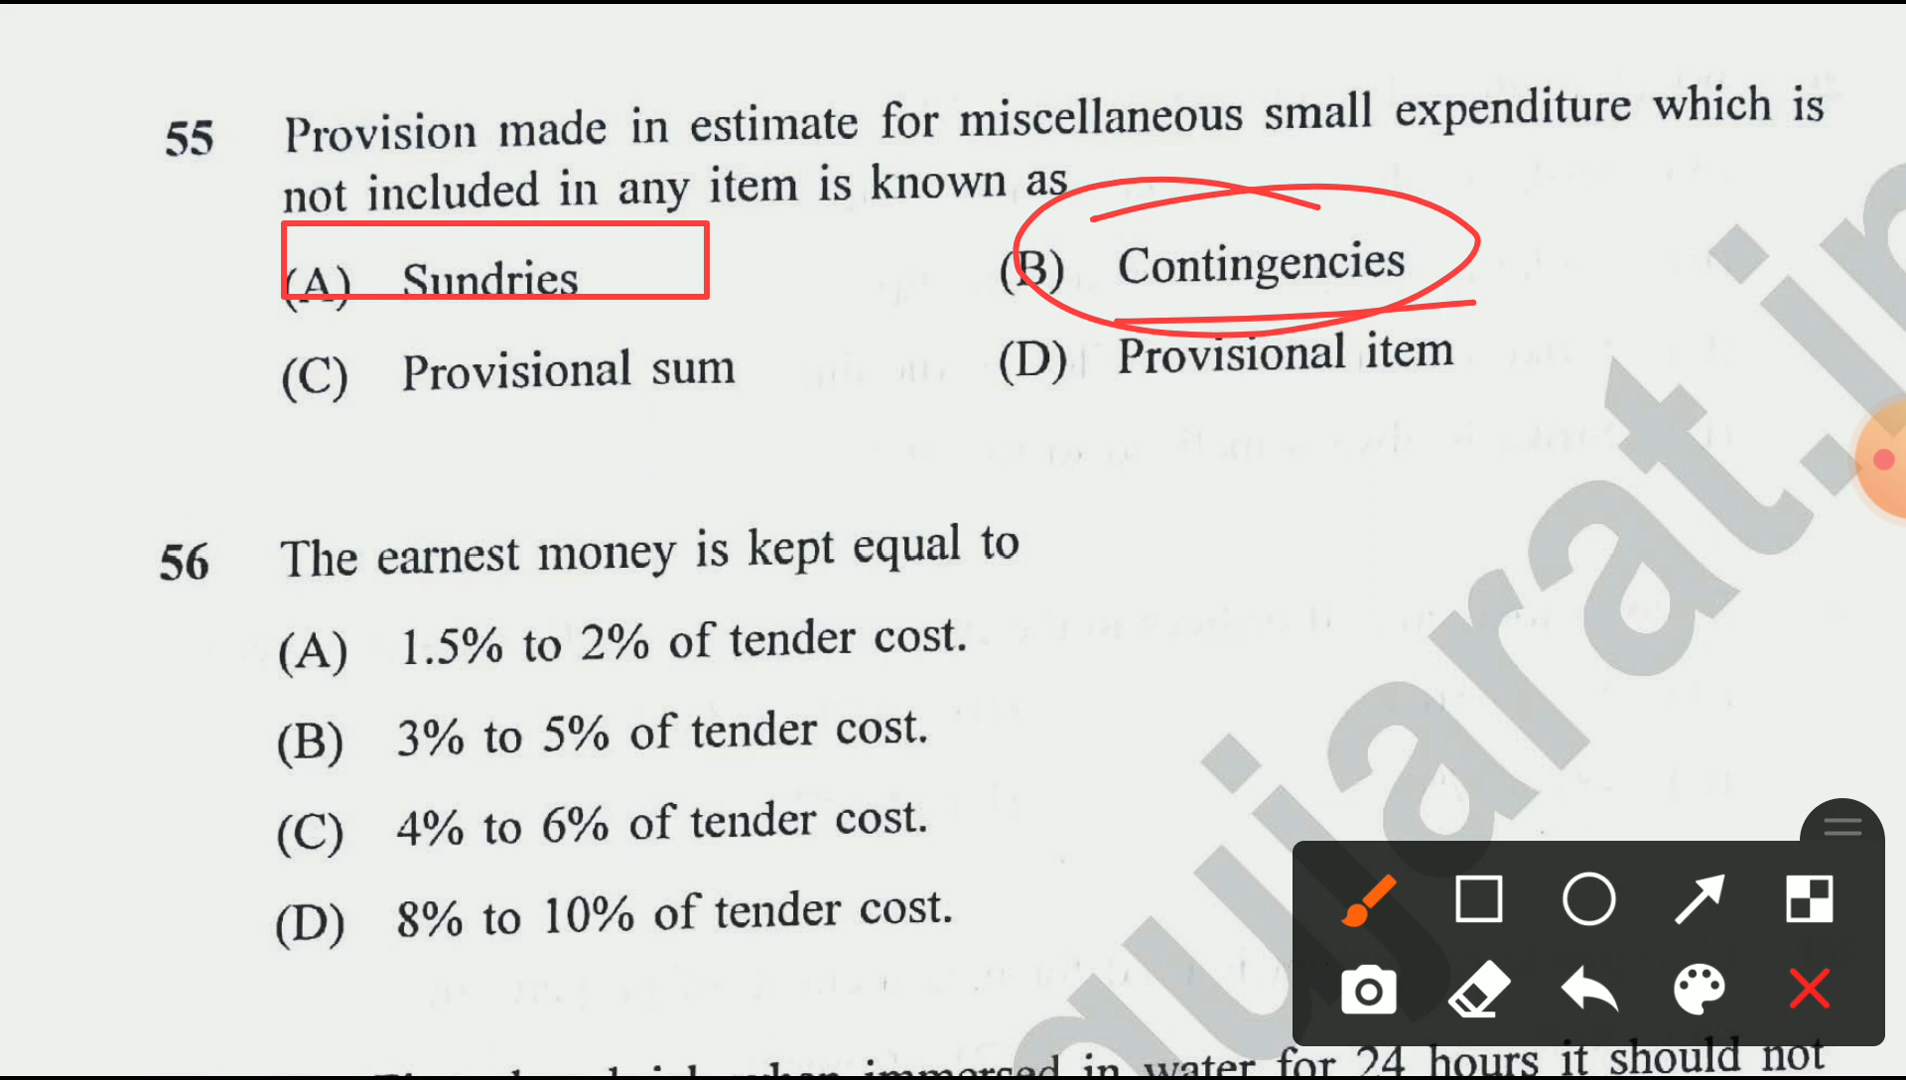 55 Provision made in estimate for miscellaneous small expenditure which is
not included in any item is known as
(A) Sundries (B) Contingencies
(C) Provisional sum (D) Provisional item
56 The earnest money is kept equal to
(A) 1.5% to 2% of tender cost.
(B) 3% to 5% of tender cost.
(C) 4% to 6% of tender cost.
(D) 8% to 10% of tender cost.
when immersed in water for 24 hours it should not
ujarat.in